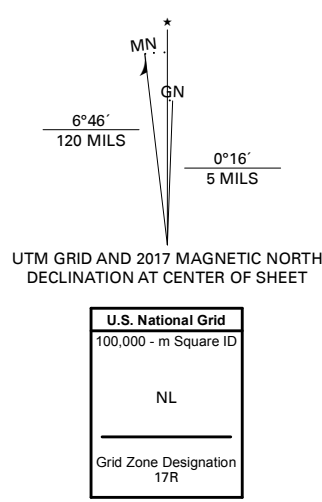 ★
MN
GN
6°46´
120 MILS
0°16´
5 MILS
UTM GRID AND 2017 MAGNETIC NORTH
DECLINATION AT CENTER OF SHEET
U.S. National Grid
100,000 - m Square ID
NL
Grid Zone Designation
17R